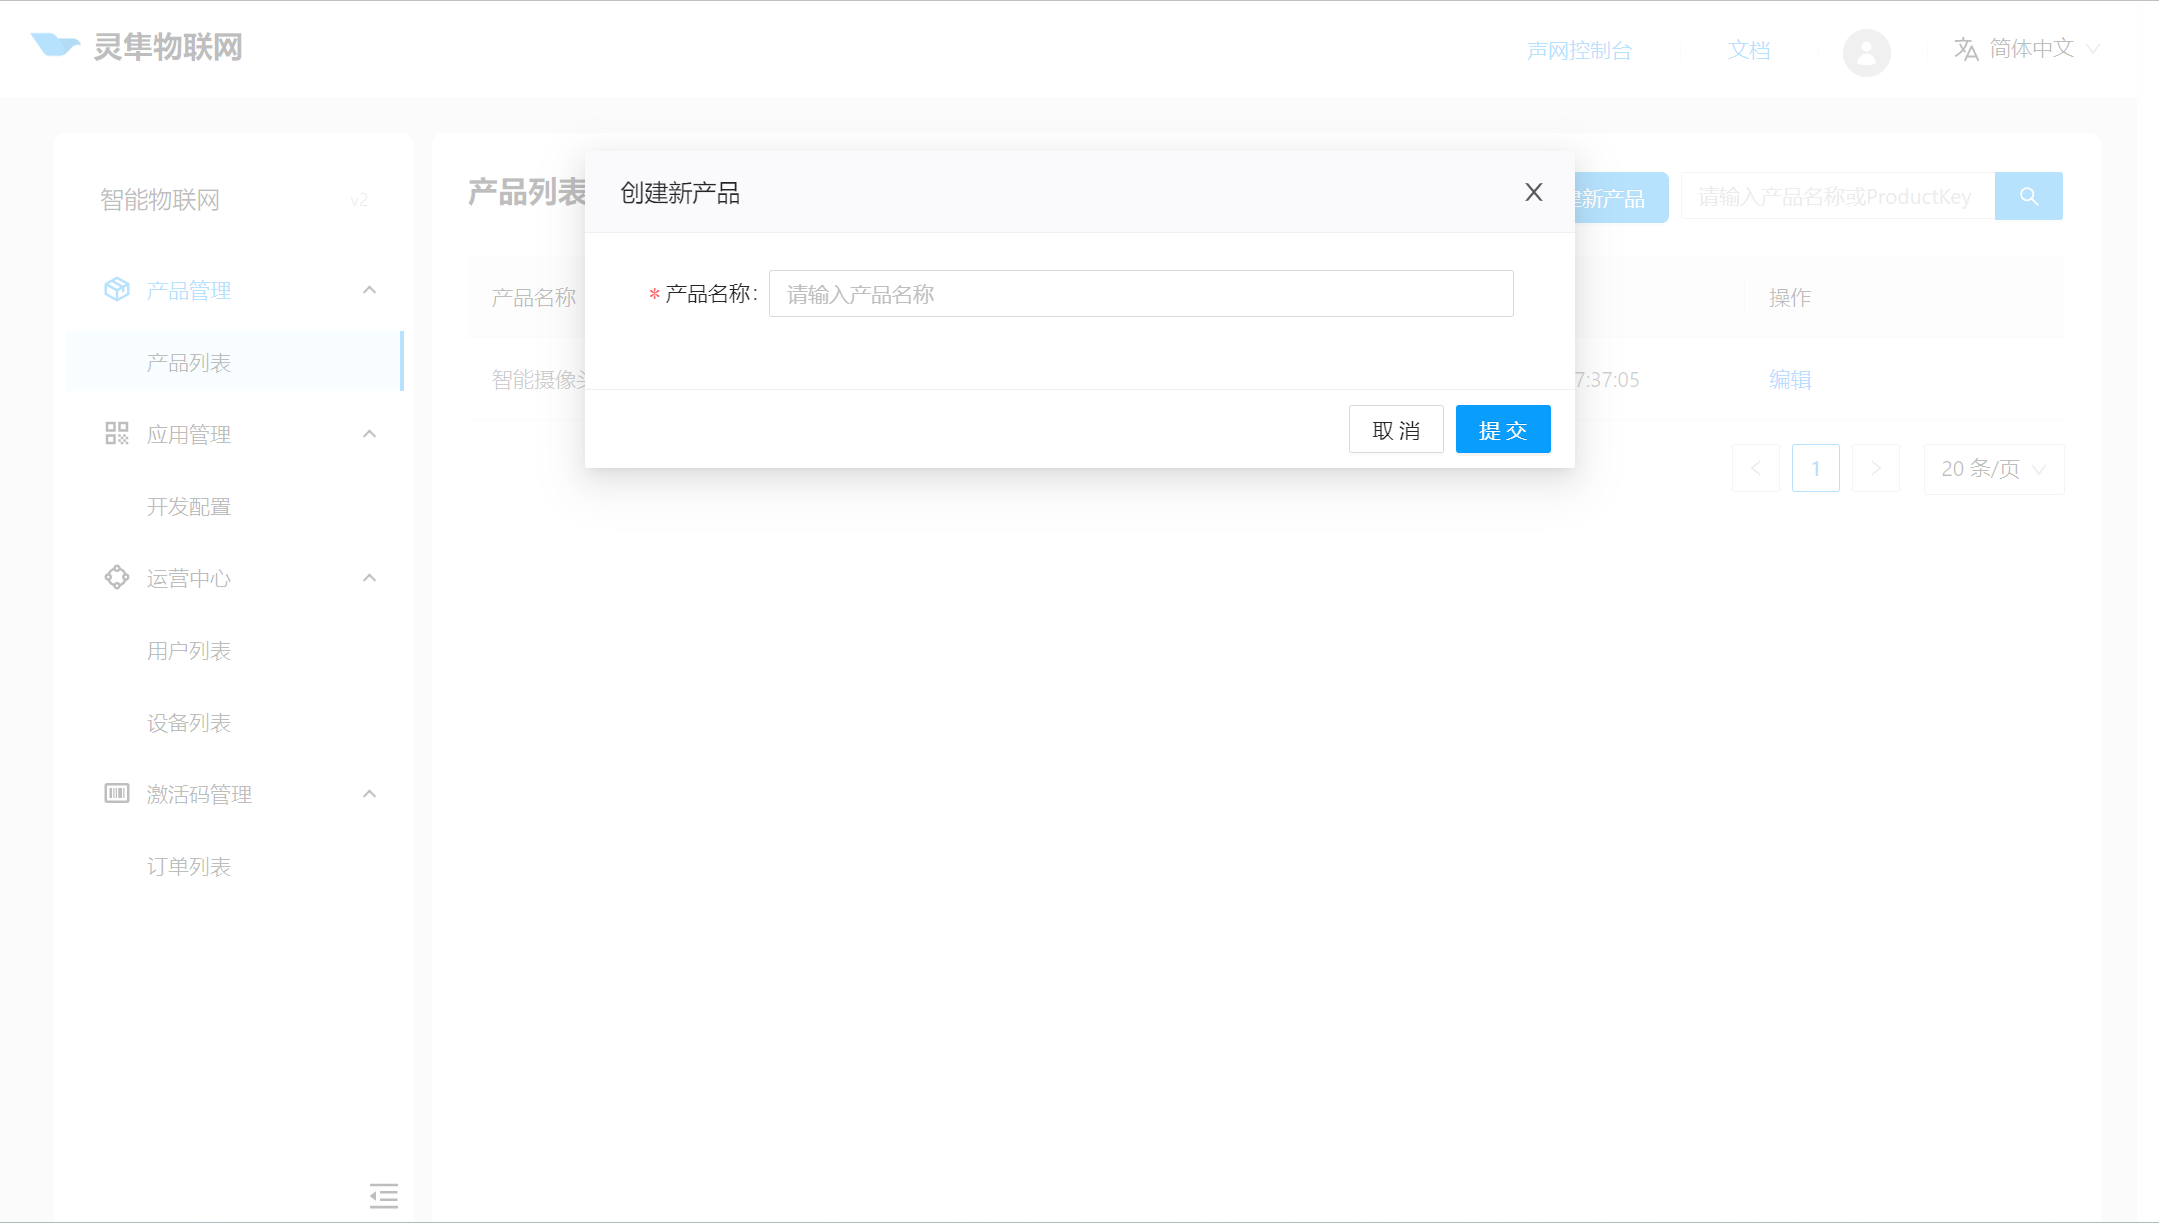 灵隼物联网
声网控制台
文档
简体中文
智能物联网
v2
产品管理
产品列表
应用管理
开发配置
运营中心
用户列表
设备列表
激活码管理
订单列表
产品列表
建新产品
请输入产品名称或ProductKey
产品名称
操作
智能摄像头
7:37:05
编辑
1
20 条/页
创建新产品
X
* 产品名称:
请输入产品名称
取 消
提 交